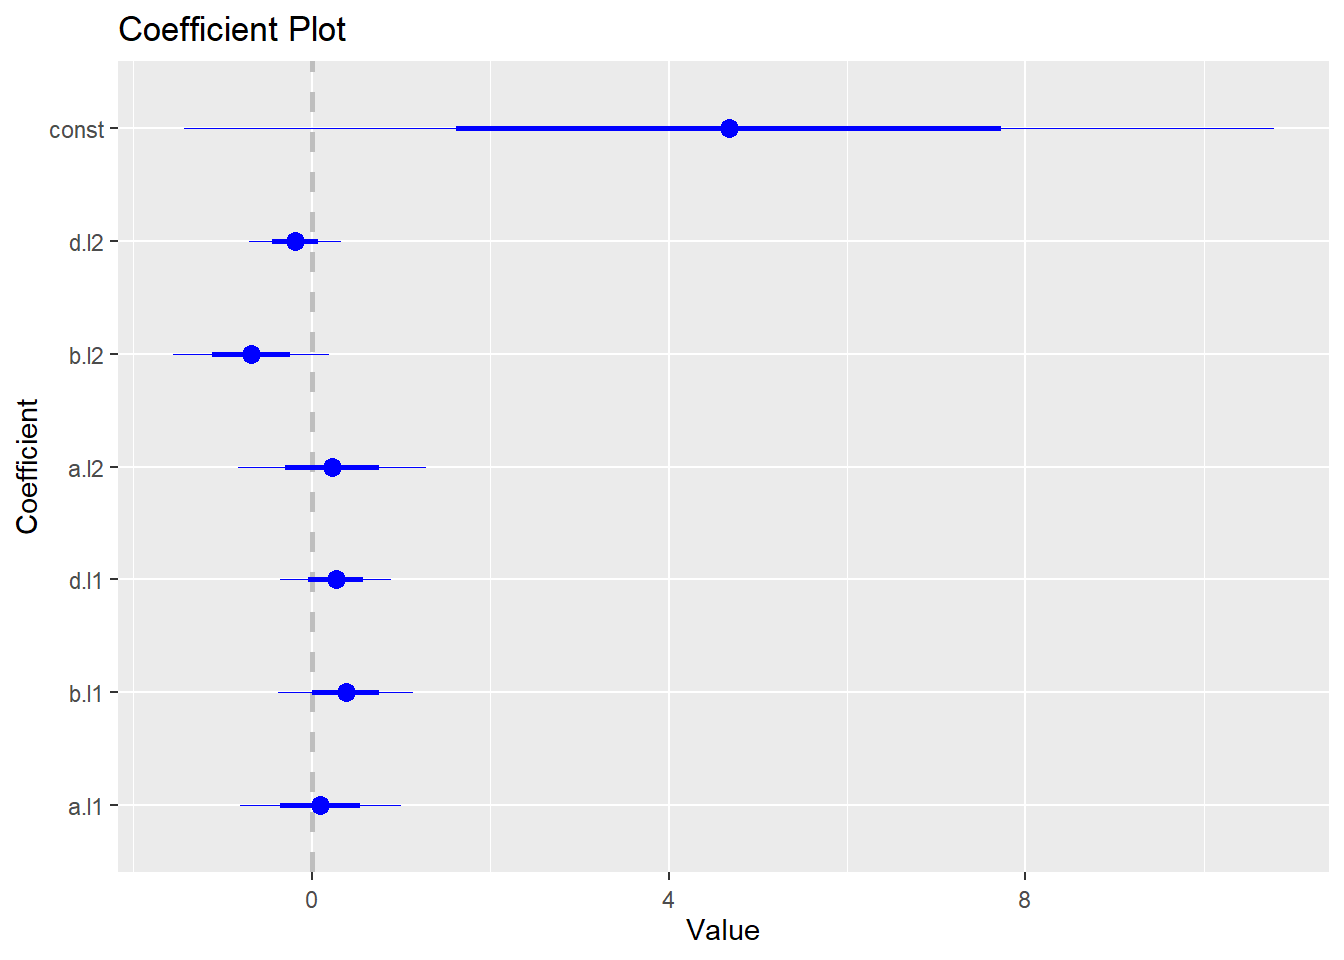 Coefficient Plot
const
d.l2
b.l2
a.l2
d.l1
b.l1
a.l1
Coefficient
0 4 8
Value